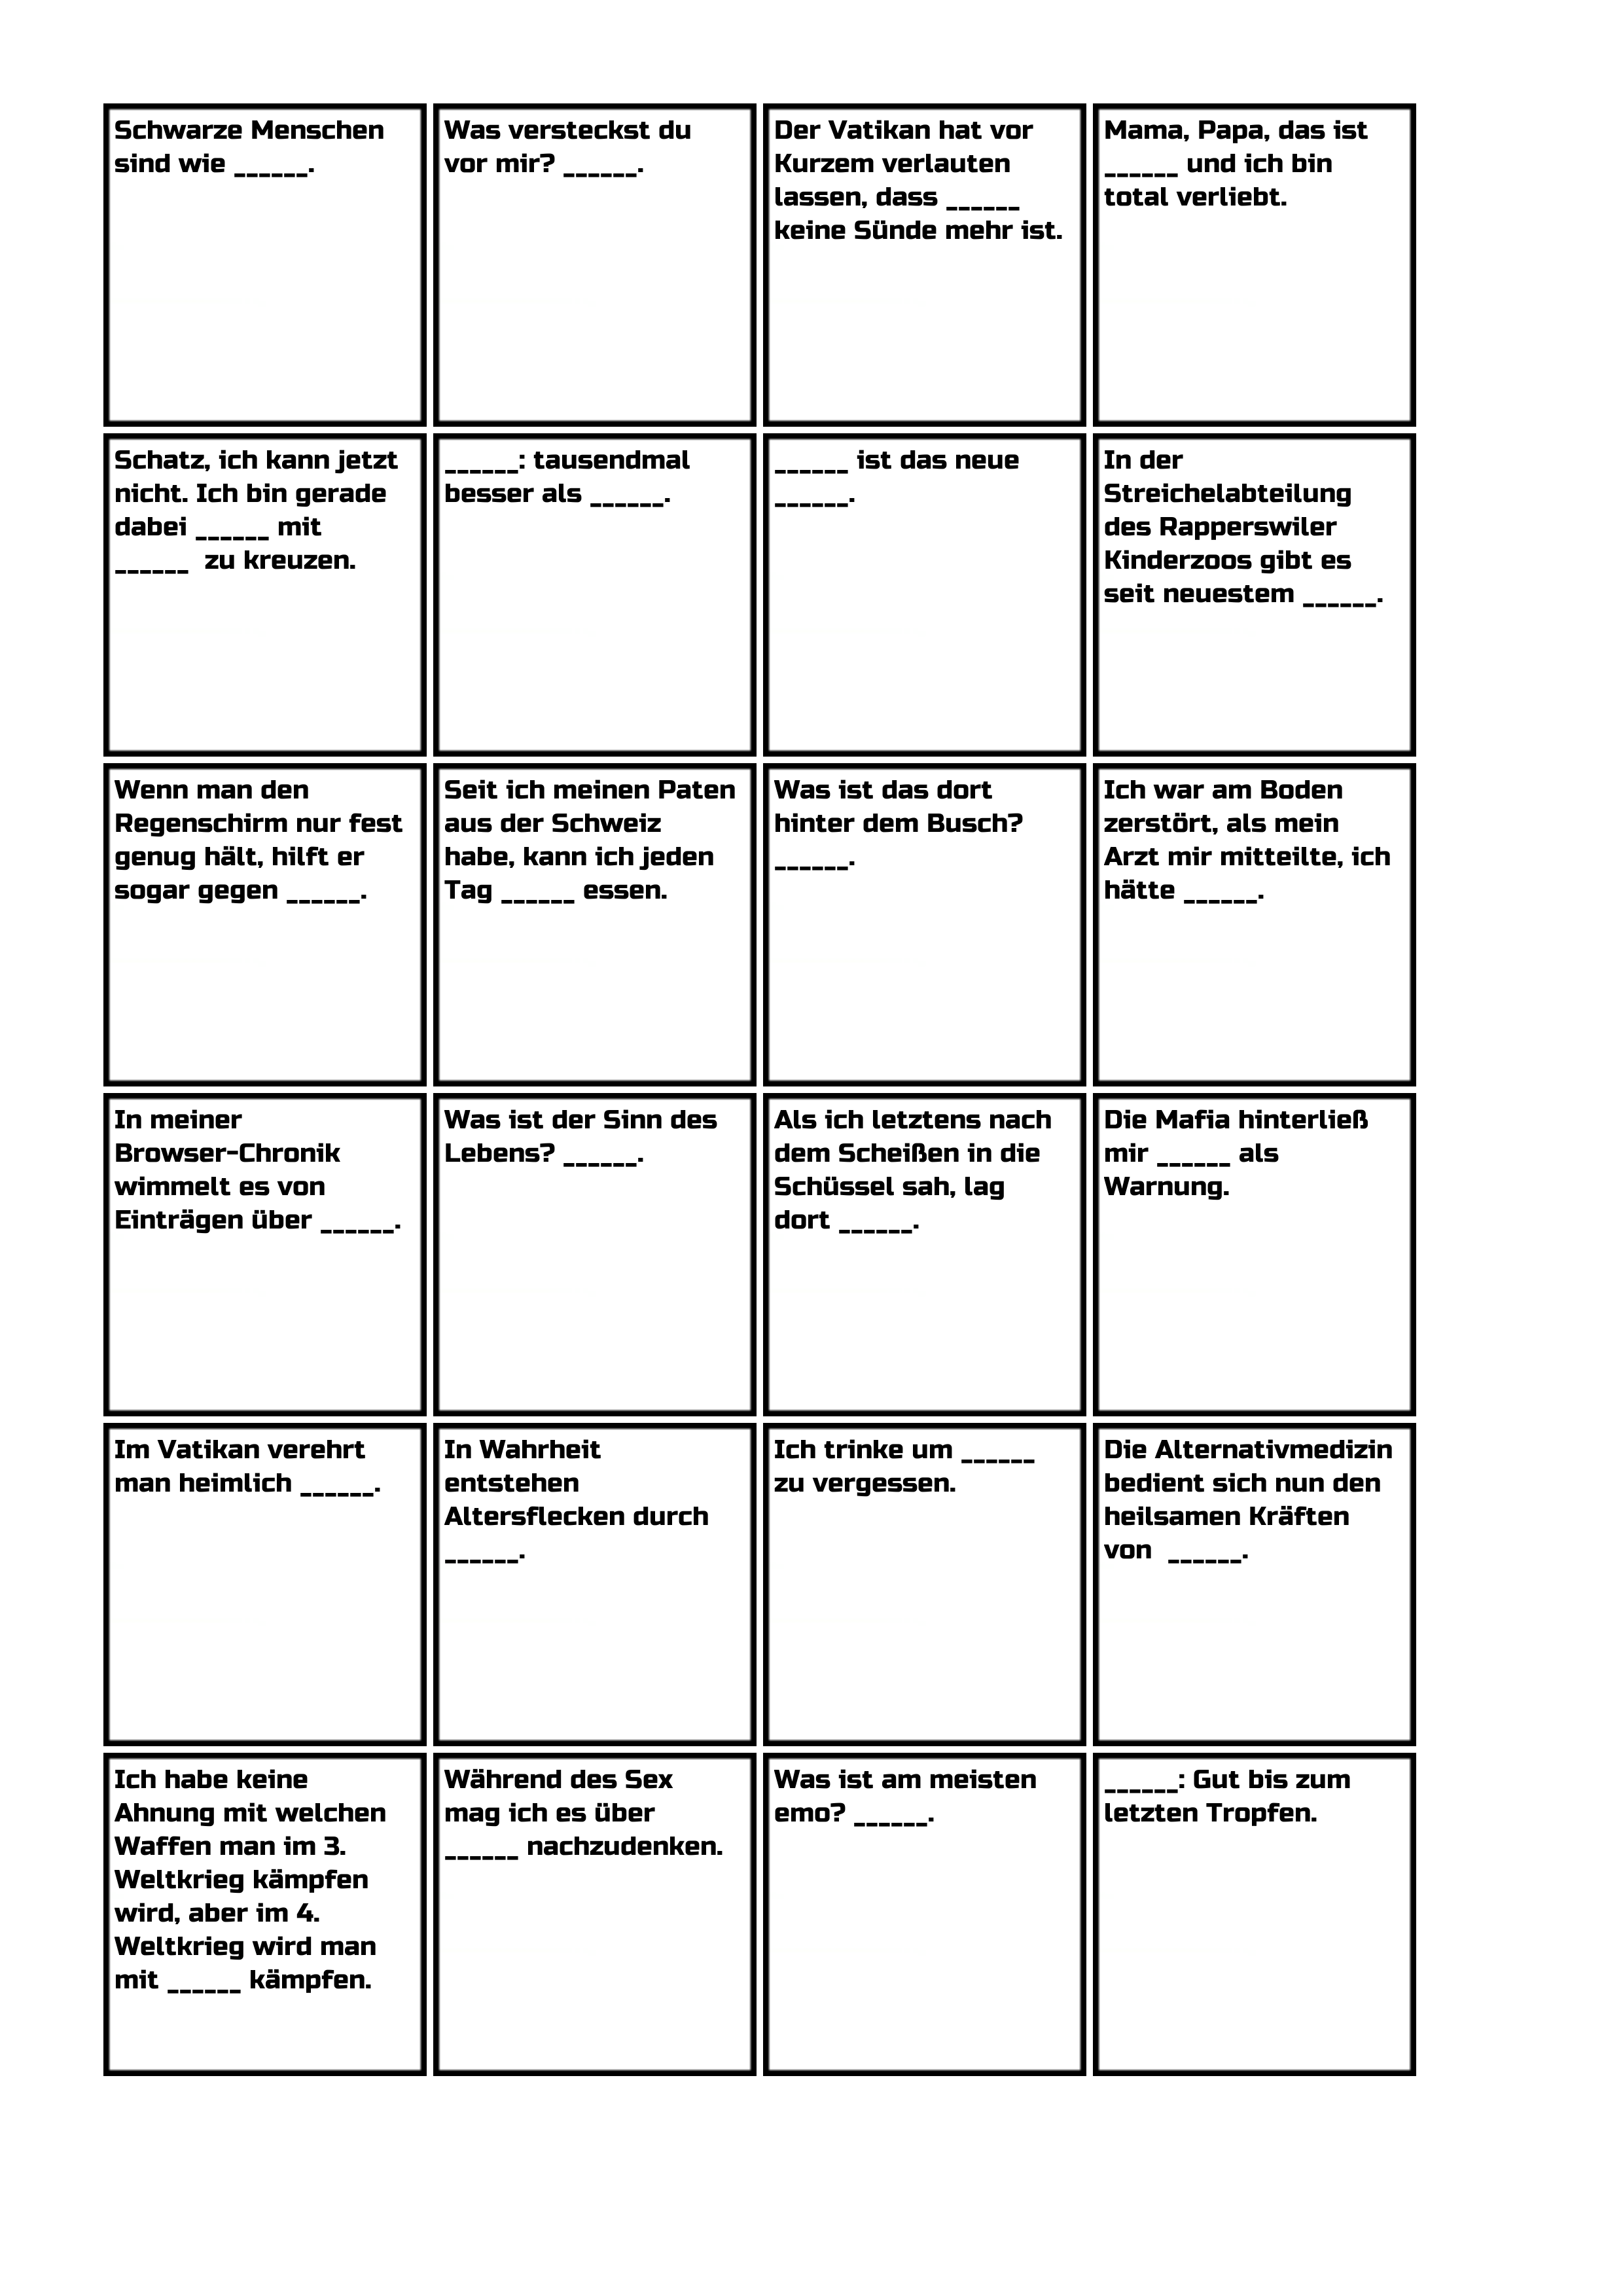 Schwarze Menschen
sind wie ______.
Was versteckst du
vor mir? ______.
Der Vatikan hat vor
Kurzem verlauten
lassen, dass ______
keine Sünde mehr ist.
Mama, Papa, das ist
______ und ich bin
total verliebt.
Schatz, ich kann jetzt
nicht. Ich bin gerade
dabei ______ mit
______  zu kreuzen.
______: tausendmal
besser als ______.
______ ist das neue
______.
In der
Streichelabteilung
des Rapperswiler
Kinderzoos gibt es
seit neuestem ______.
Wenn man den
Regenschirm nur fest
genug hält, hilft er
sogar gegen ______.
Seit ich meinen Paten
aus der Schweiz
habe, kann ich jeden
Tag ______ essen.
Was ist das dort
hinter dem Busch?
______.
Ich war am Boden
zerstört, als mein
Arzt mir mitteilte, ich
hätte ______.
In meiner
Browser-Chronik
wimmelt es von
Einträgen über ______.
Was ist der Sinn des
Lebens? ______.
Als ich letztens nach
dem Scheißen in die
Schüssel sah, lag
dort ______.
Die Mafia hinterließ
mir ______ als
Warnung.
Im Vatikan verehrt
man heimlich ______.
In Wahrheit
entstehen
Altersflecken durch
______.
Ich trinke um ______
zu vergessen.
Die Alternativmedizin
bedient sich nun den
heilsamen Kräften
von  ______.
Ich habe keine
Ahnung mit welchen
Waffen man im 3.
Weltkrieg kämpfen
wird, aber im 4.
Weltkrieg wird man
mit ______ kämpfen.
Während des Sex
mag ich es über
______ nachzudenken.
Was ist am meisten
emo? ______.
______: Gut bis zum
letzten Tropfen.